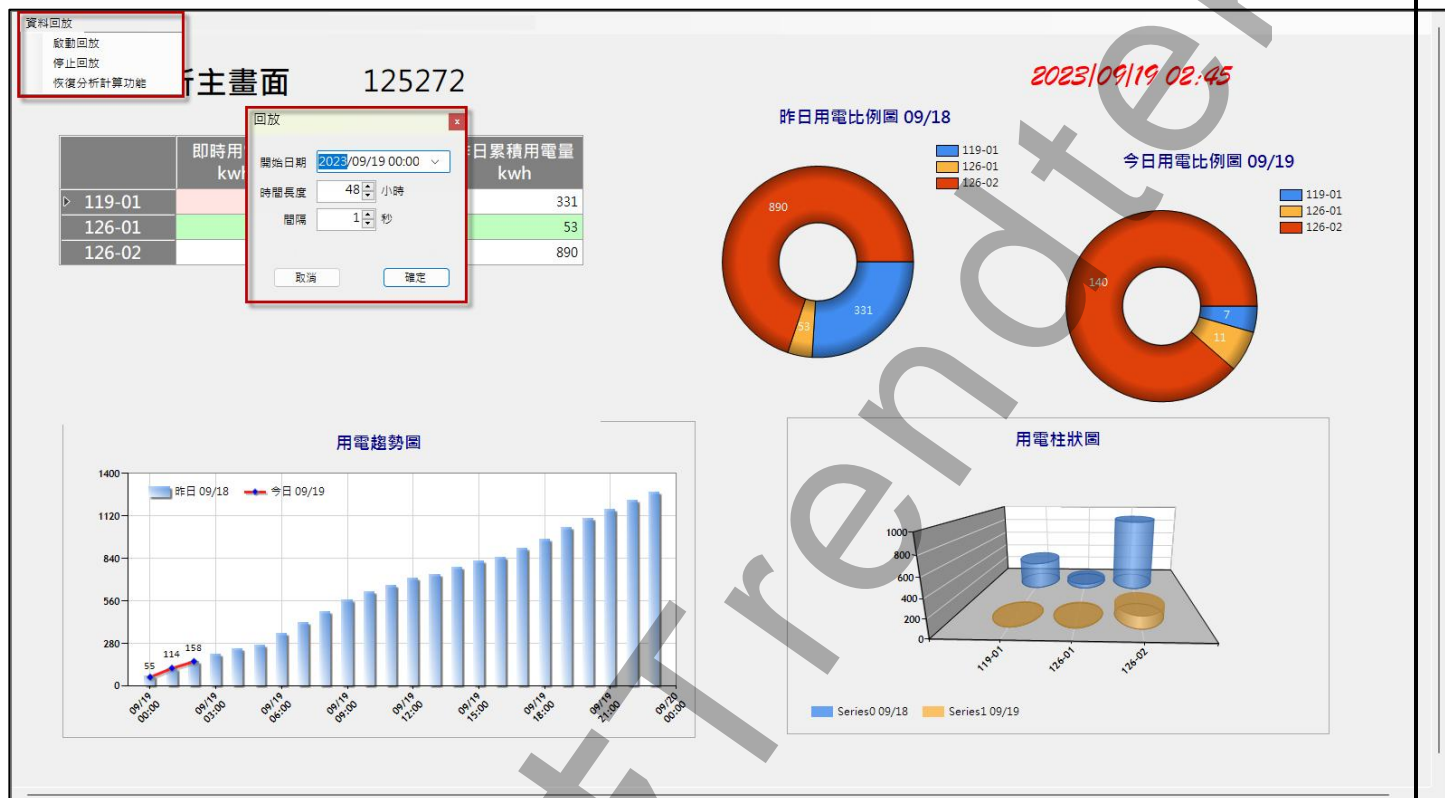 資料回放
啟動回放
停止回放
恢復分析計算功能
主畫面 125272
2023/09/19 02:45
回放
開始日期 2023/09/19 00:00
時間長度 48 小時
間隔 1 秒
取消 確定
即時用
kwh
日累積用電量
kwh
119-01 331
126-01 53
126-02 890
昨日用電比例圖 09/18
119-01
126-01
126-02
890
331
53
今日用電比例圖 09/19
119-01
126-01
126-02
140
7
11
用電趨勢圖
昨日 09/18 今日 09/19
1400
1120
840
560
280
0
55 114 158
09/19 00:00
09/19 03:00
09/19 06:00
09/19 09:00
09/19 12:00
09/19 15:00
09/19 18:00
09/19 21:00
09/20 00:00
用電柱狀圖
1000
800
600
400
200
0
119-01 126-01 126-02
Series0 09/18 Series1 09/19
Trendter